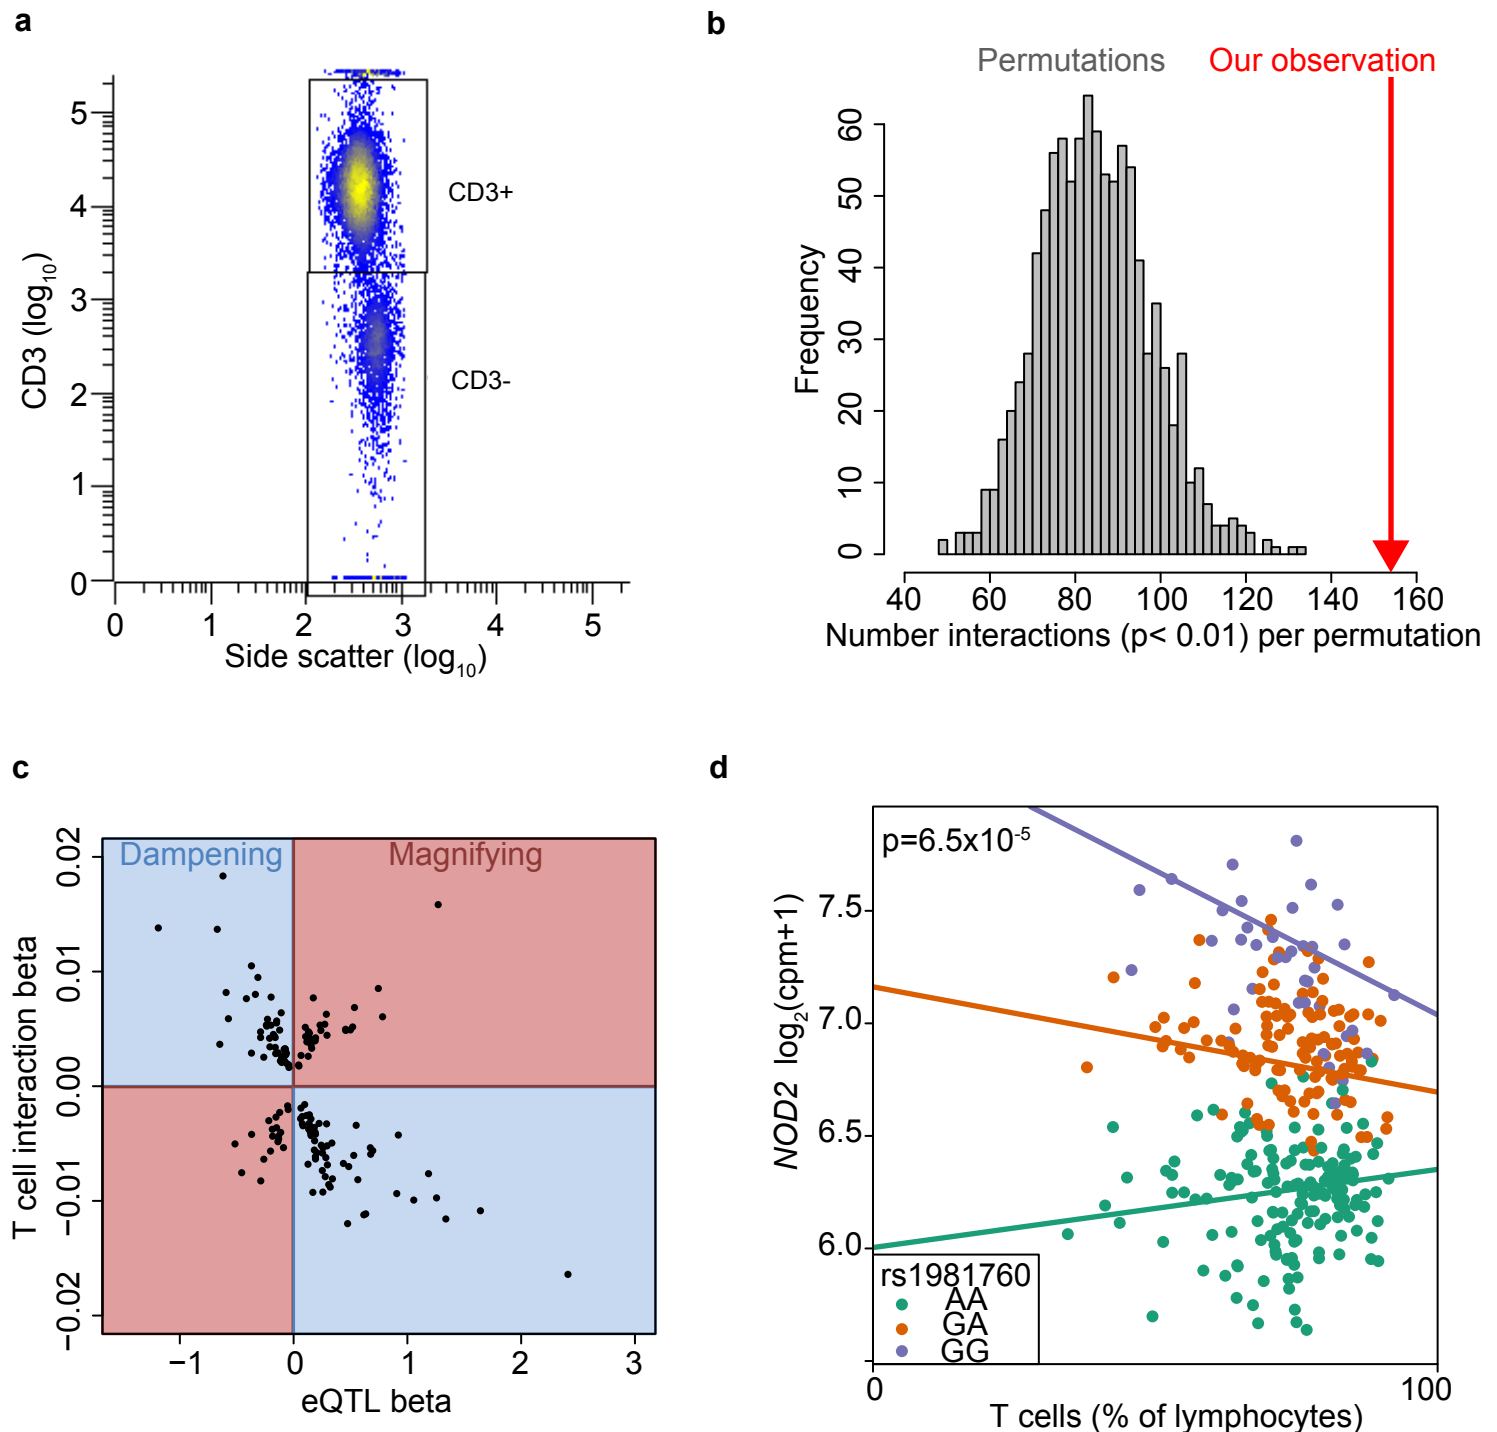 a
CD3 (log10)
5
4
3
2
1
0
CD3+
CD3-
0 1 2 3 4 5
Side scatter (log10)
b
Permutations Our observation
Frequency
60
50
40
30
20
10
0
40 60 80 100 120 140 160
Number interactions (p< 0.01) per permutation
c
Dampening Magnifying
T cell interaction beta
0.02
0.01
0.00
−0.01
−0.02
−1 0 1 2 3
eQTL beta
d
p=6.5x10-5
NOD2 log2(cpm+1)
7.5
7.0
6.5
6.0
rs1981760
AA
GA
GG
0 100
T cells (% of lymphocytes)